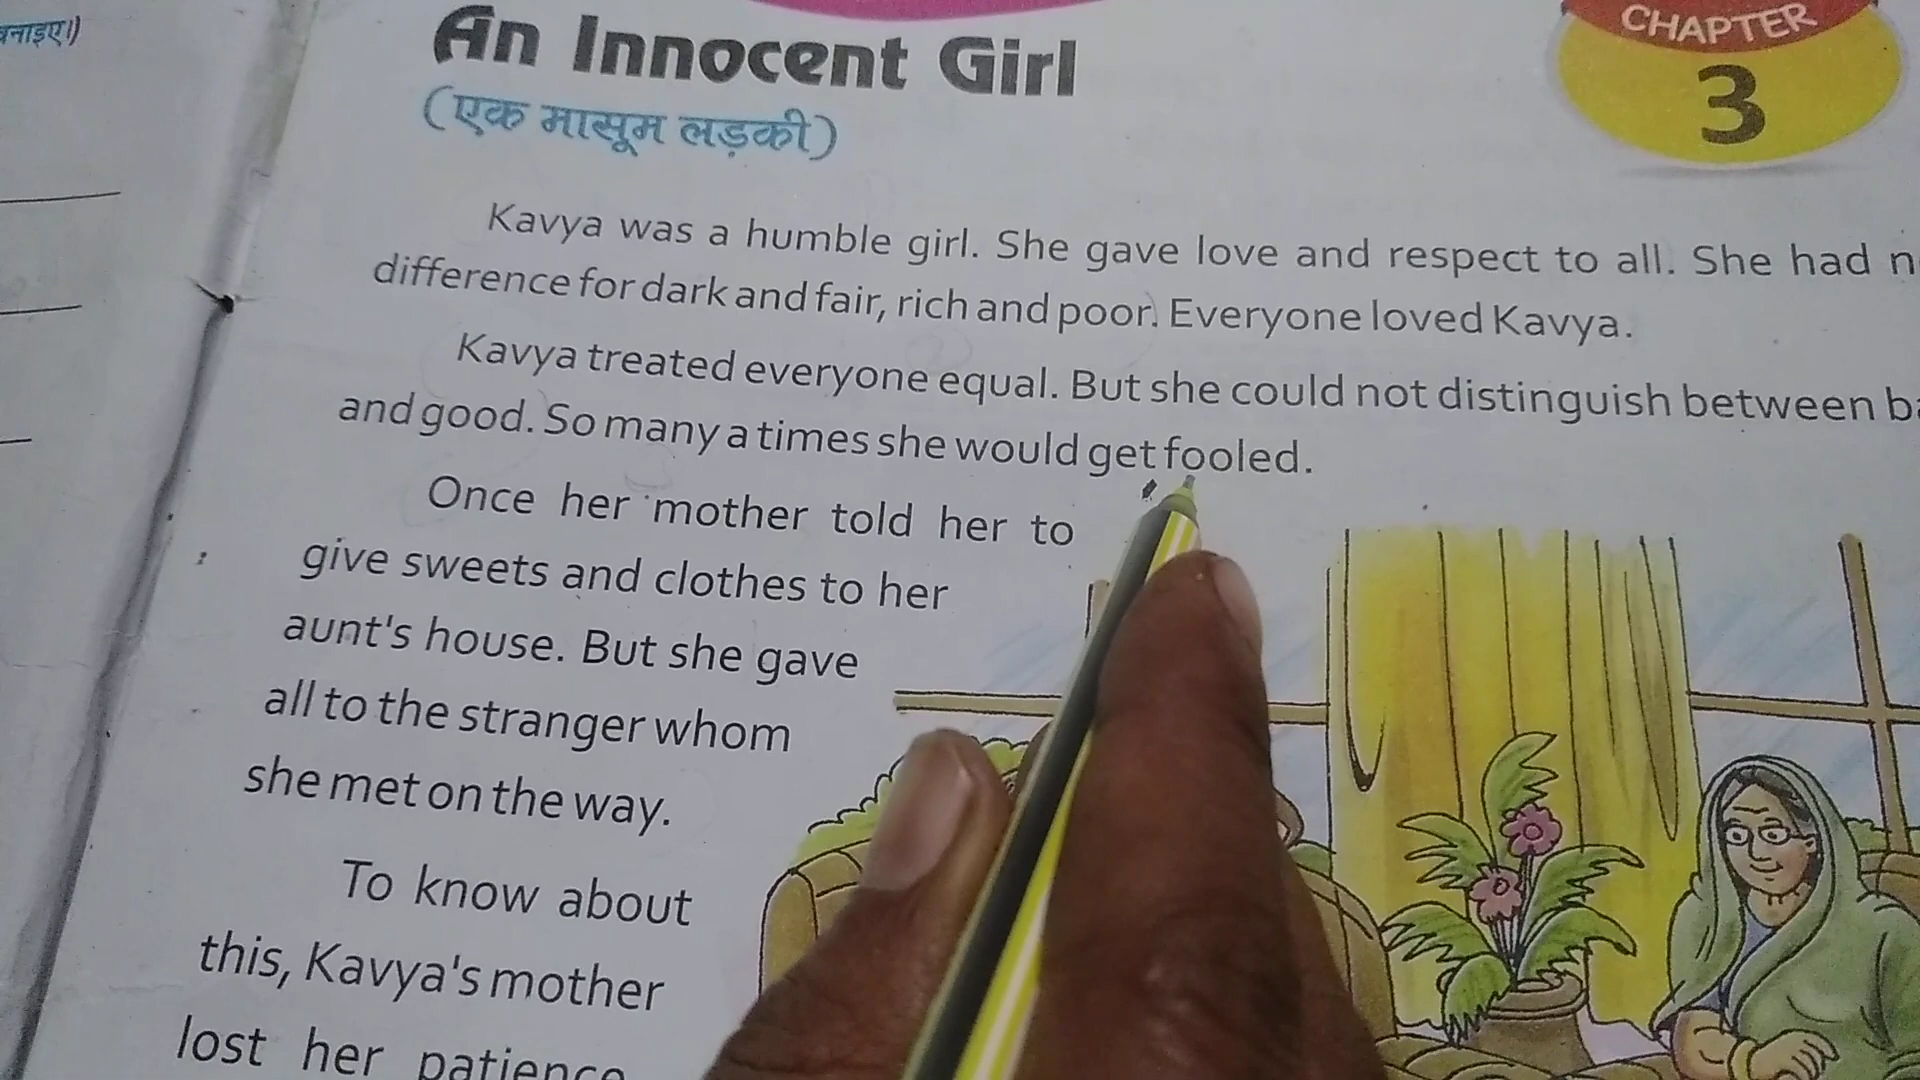 बनाइए।)
An Innocent Girl
CHAPTER
3
(एक मासूम लड़की)
Kavya was a humble girl. She gave love and respect to all. She had
difference for dark and fair, rich and poor. Everyone loved Kavya.
Kavya treated everyone equal. But she could not distinguish between
and good. So many a times she would get fooled.
Once her mother told her to
give sweets and clothes to her
aunt's house. But she gave
all to the stranger whom
she met on the way.
To know about
this, Kavya's mother
lost her patience